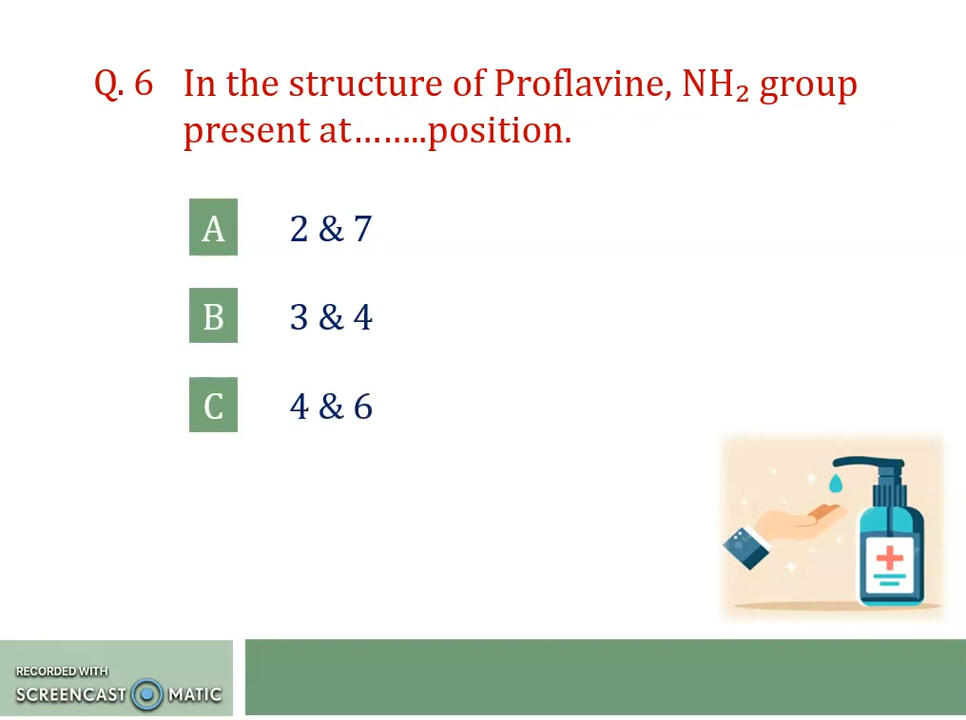 Q. 6 In the structure of Proflavine, NH₂ group
present at........position.
A 2 & 7
B 3 & 4
C 4 & 6
RECORDED WITH
SCREENCAST MATIC